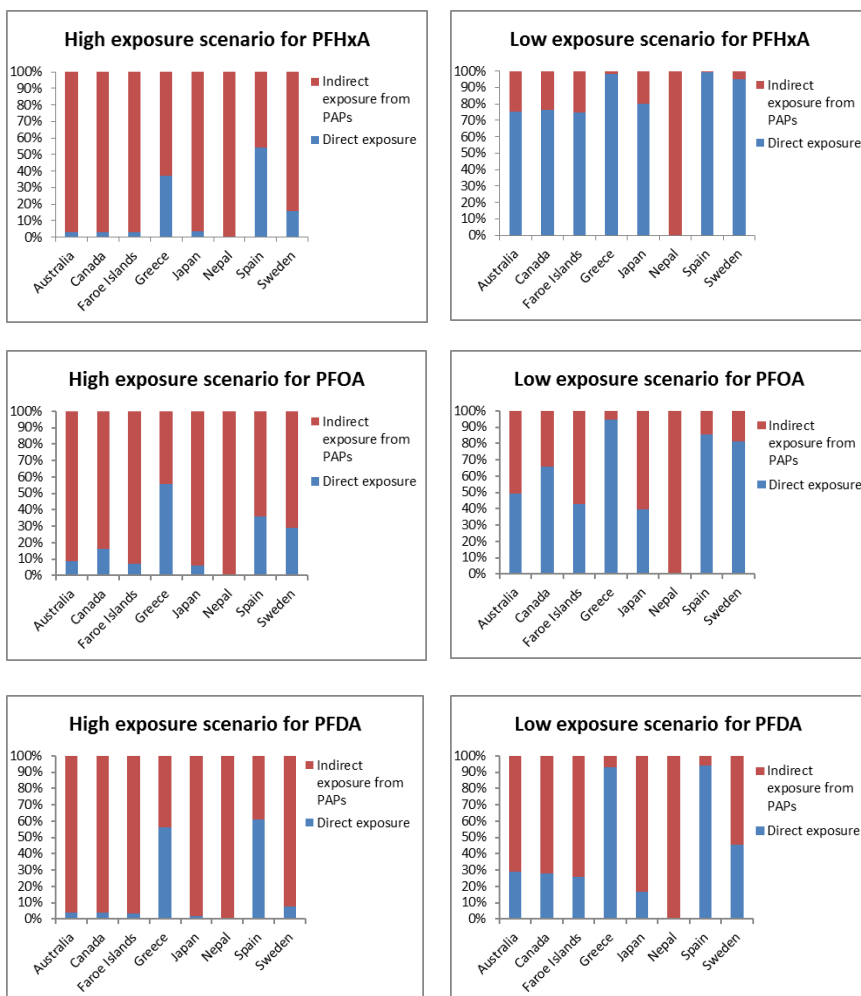 High exposure scenario for PFHxA
100%
90%
80%
70%
60%
50%
40%
30%
20%
10%
0%
Australia
Canada
Faroe Islands
Greece
Japan
Nepal
Spain
Sweden
Indirect
exposure from
PAPs
Direct exposure
Low exposure scenario for PFHxA
100%
90%
80%
70%
60%
50%
40%
30%
20%
10%
0%
Australia
Canada
Faroe Islands
Greece
Japan
Nepal
Spain
Sweden
Indirect
exposure from
PAPs
Direct exposure
High exposure scenario for PFOA
100%
90%
80%
70%
60%
50%
40%
30%
20%
10%
0%
Australia
Canada
Faroe Islands
Greece
Japan
Nepal
Spain
Sweden
Indirect
exposure from
PAPs
Direct exposure
Low exposure scenario for PFOA
100%
90%
80%
70%
60%
50%
40%
30%
20%
10%
0%
Australia
Canada
Faroe Islands
Greece
Japan
Nepal
Spain
Sweden
Indirect
exposure from
PAPs
Direct exposure
High exposure scenario for PFDA
100%
90%
80%
70%
60%
50%
40%
30%
20%
10%
0%
Australia
Canada
Faroe Islands
Greece
Japan
Nepal
Spain
Sweden
Indirect
exposure from
PAPs
Direct exposure
Low exposure scenario for PFDA
100%
90%
80%
70%
60%
50%
40%
30%
20%
10%
0%
Australia
Canada
Faroe Islands
Greece
Japan
Nepal
Spain
Sweden
Indirect
exposure from
PAPs
Direct exposure